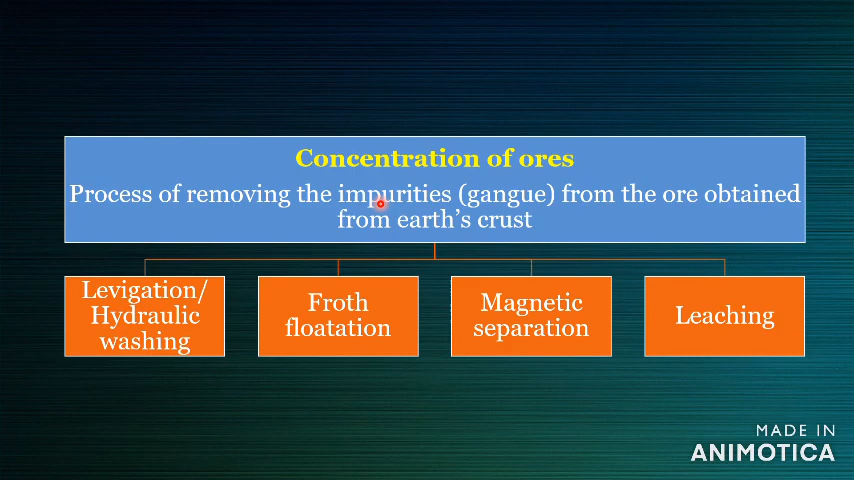 Concentration of ores
Process of removing the impurities (gangue) from the ore obtained
from earth’s crust
Levigation/
Hydraulic
washing
Froth
floatation
Magnetic
separation
Leaching
MADE IN
ANIMOTICA